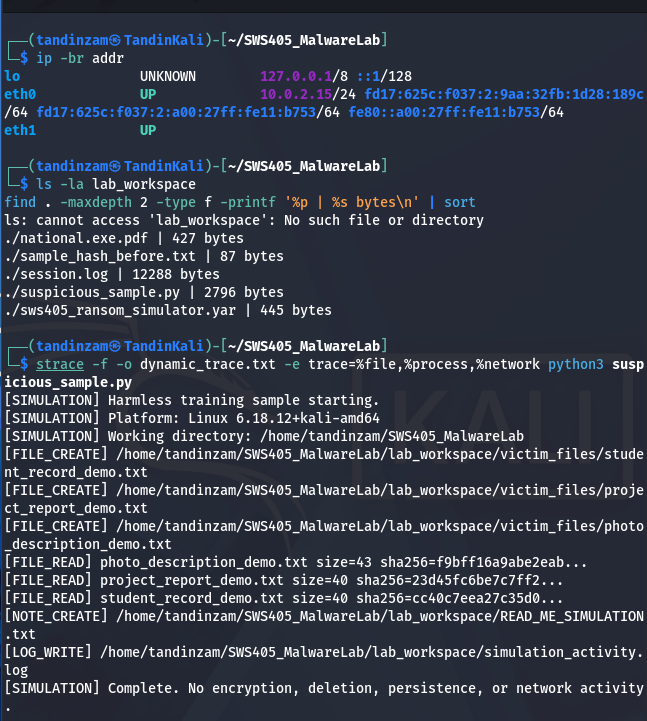 ┌──(tandinzam㉿TandinKali)-[~/SWS405_MalwareLab]
└─$ ip -br addr
lo               UNKNOWN        127.0.0.1/8 ::1/128
eth0             UP             10.0.2.15/24 fd17:625c:f037:2:9aa:32fb:1d28:189c
/64 fd17:625c:f037:2:a00:27ff:fe11:b753/64 fe80::a00:27ff:fe11:b753/64
eth1             UP
┌──(tandinzam㉿TandinKali)-[~/SWS405_MalwareLab]
└─$ ls -la lab_workspace
find . -maxdepth 2 -type f -printf '%p | %s bytes\n' | sort
ls: cannot access 'lab_workspace': No such file or directory
./national.exe.pdf | 427 bytes
./sample_hash_before.txt | 87 bytes
./session.log | 12288 bytes
./suspicious_sample.py | 2796 bytes
./sws405_ransom_simulator.yar | 445 bytes
┌──(tandinzam㉿TandinKali)-[~/SWS405_MalwareLab]
└─$ strace -f -o dynamic_trace.txt -e trace=%file,%process,%network python3 susp
icious_sample.py
[SIMULATION] Harmless training sample starting.
[SIMULATION] Platform: Linux 6.18.12+kali-amd64
[SIMULATION] Working directory: /home/tandinzam/SWS405_MalwareLab
[FILE_CREATE] /home/tandinzam/SWS405_MalwareLab/lab_workspace/victim_files/stude
nt_record_demo.txt
[FILE_CREATE] /home/tandinzam/SWS405_MalwareLab/lab_workspace/victim_files/proje
ct_report_demo.txt
[FILE_CREATE] /home/tandinzam/SWS405_MalwareLab/lab_workspace/victim_files/photo
_description_demo.txt
[FILE_READ] photo_description_demo.txt size=43 sha256=f9bff16a9abe2eab...
[FILE_READ] project_report_demo.txt size=40 sha256=23d45fc6be7c7ff2...
[FILE_READ] student_record_demo.txt size=40 sha256=cc40c7eea27c35d0...
[NOTE_CREATE] /home/tandinzam/SWS405_MalwareLab/lab_workspace/READ_ME_SIMULATION
.txt
[LOG_WRITE] /home/tandinzam/SWS405_MalwareLab/lab_workspace/simulation_activity.
log
[SIMULATION] Complete. No encryption, deletion, persistence, or network activity
.
KALI